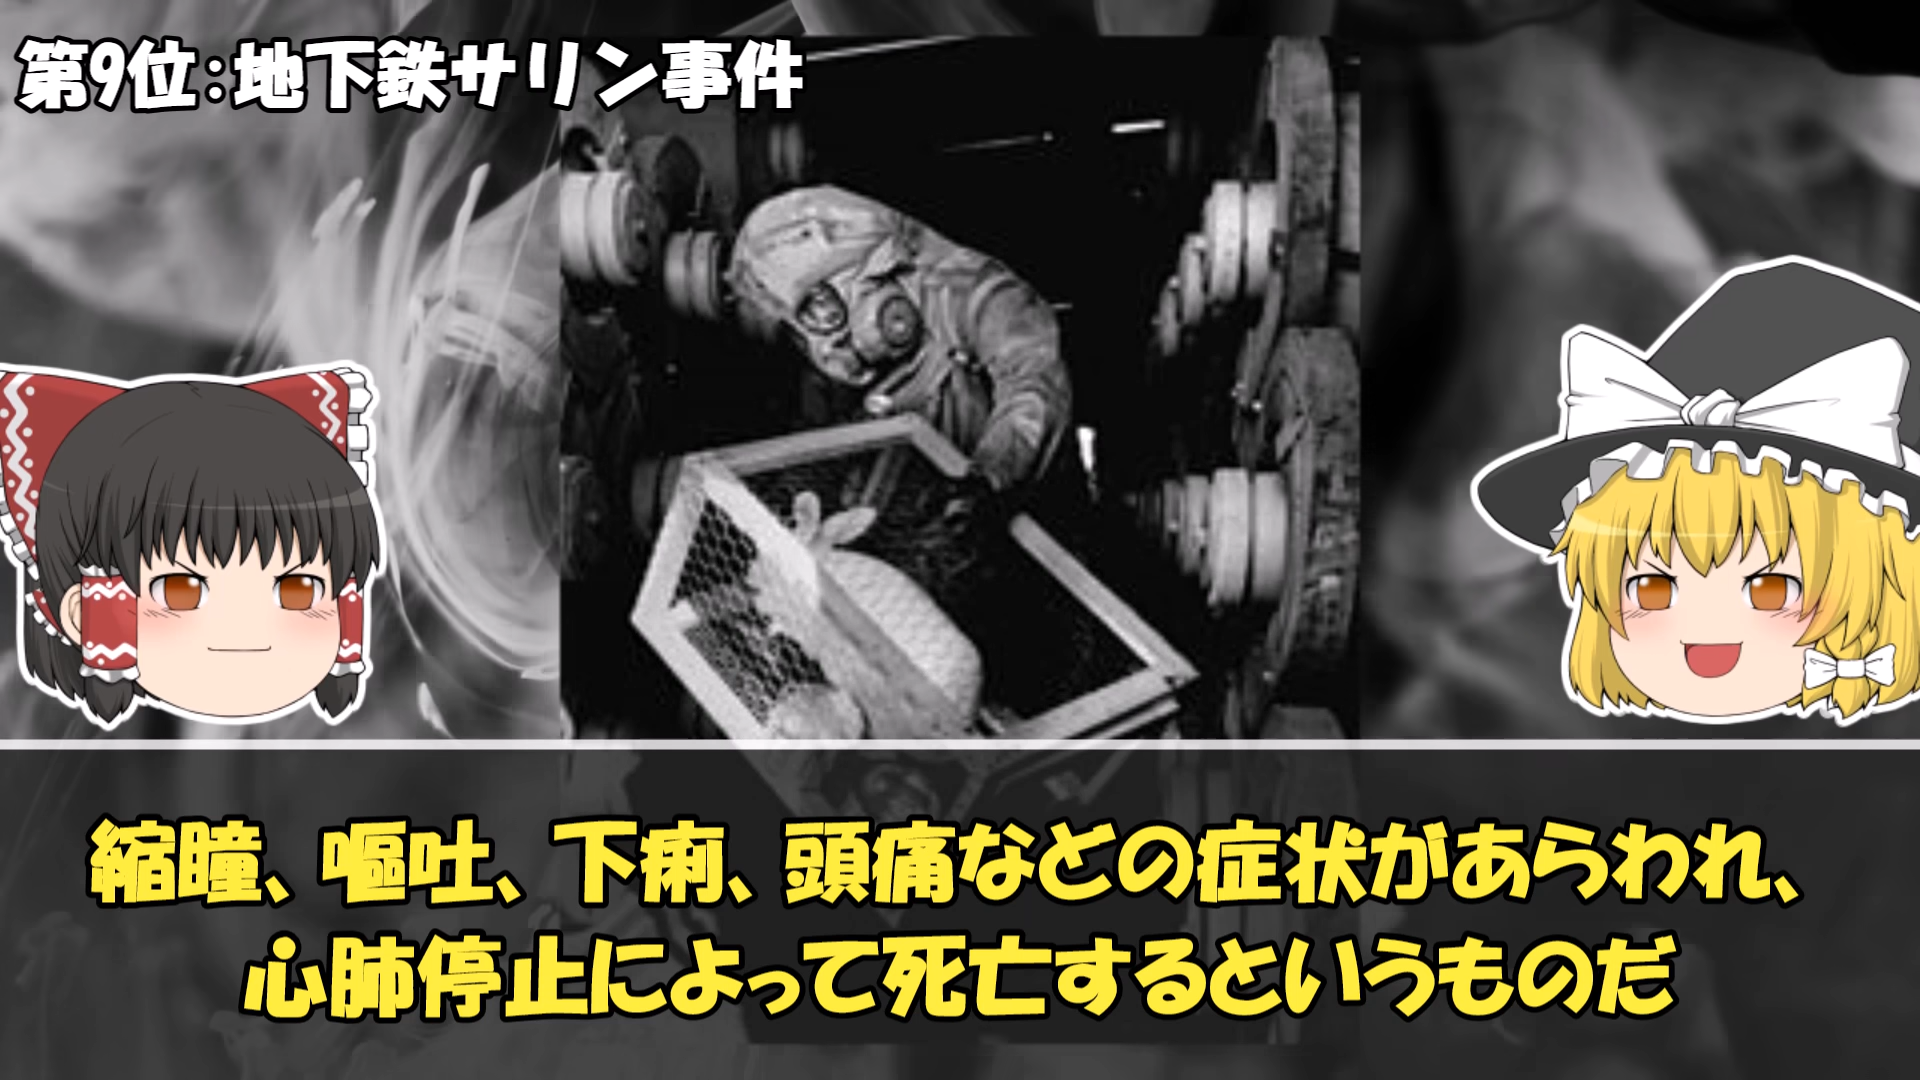 第9位:地下鉄サリン事件
縮瞳、嘔吐、下痢、頭痛などの症状があらわれ、
心肺停止によって死亡するというものだ